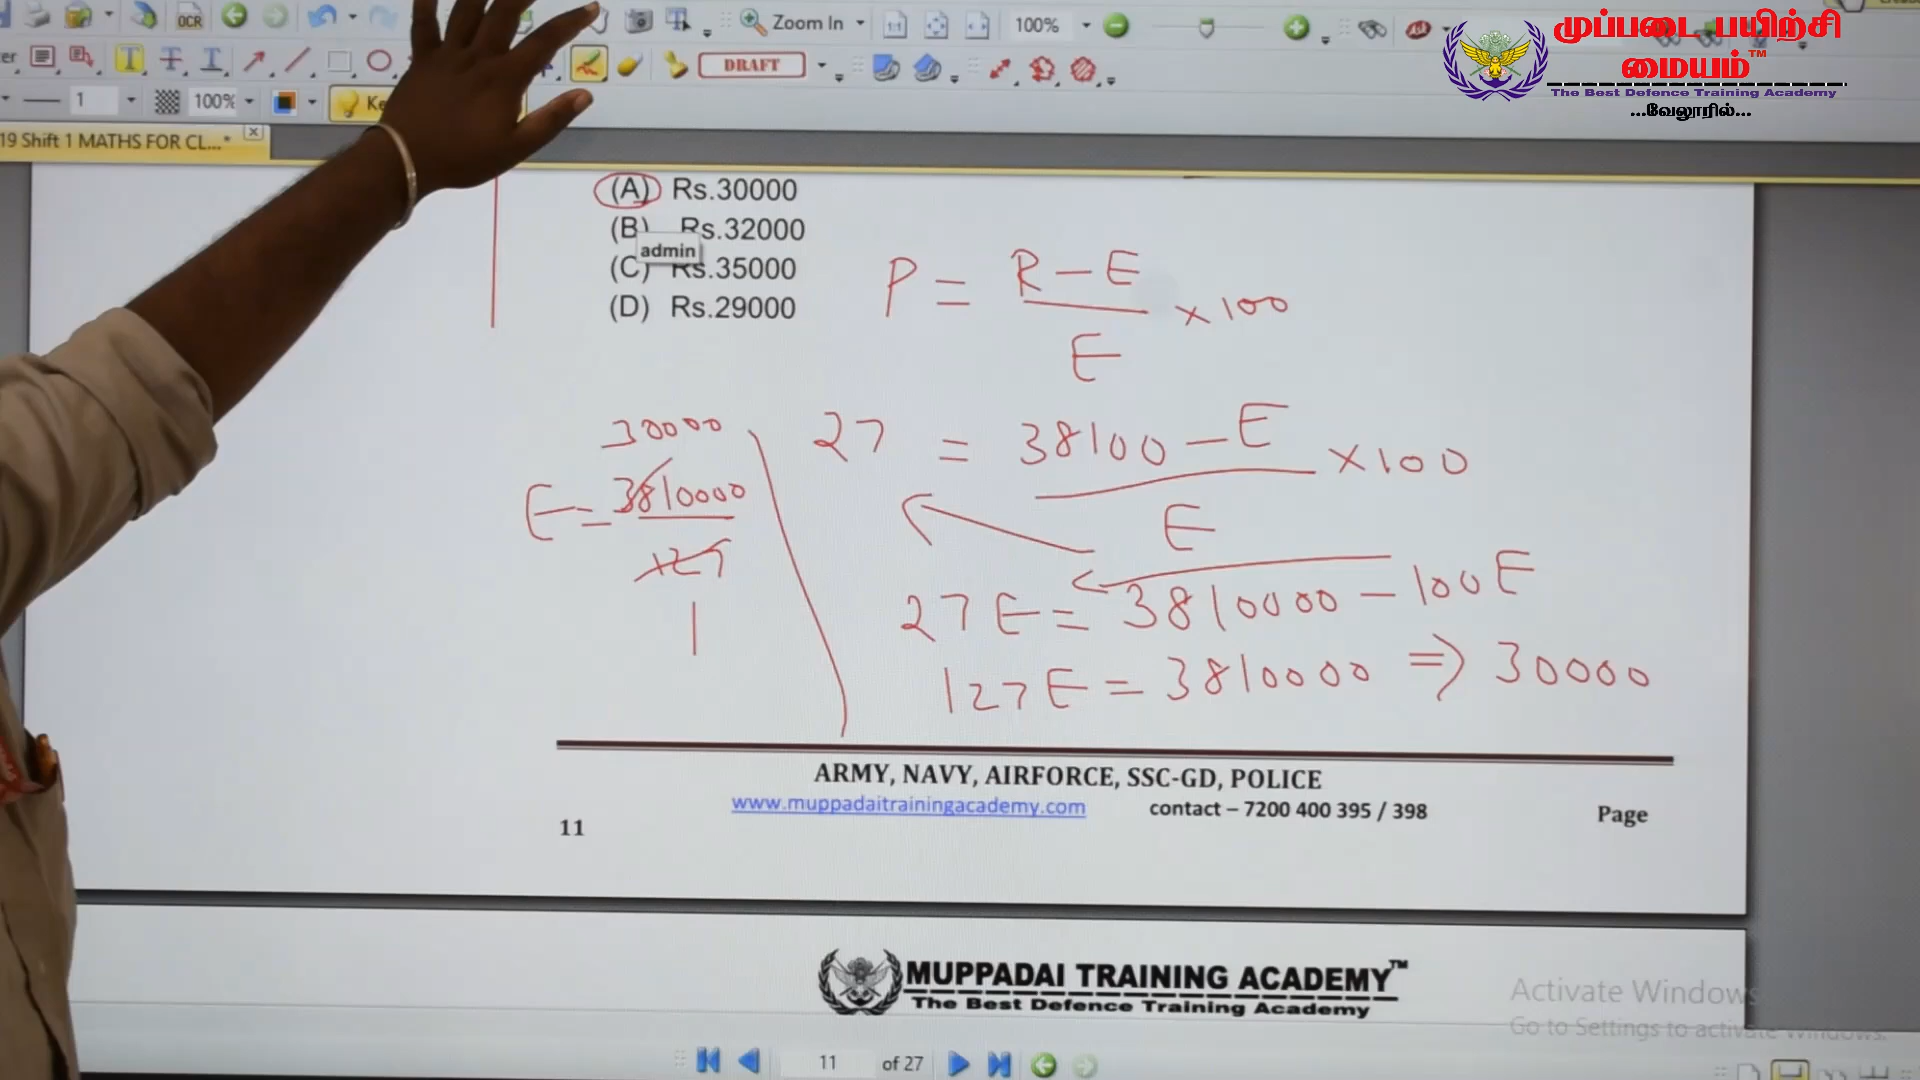 OCR
Zoom In
100%
DRAFT
1
100%
முப்படை பயிற்சி
மையம்™
The Best Defence Training Academy
...வேலூரில்...
19 Shift 1 MATHS FOR CL... *
(A) Rs.30000
(B) Rs.32000
admin
(C) Rs.35000
(D) Rs.29000
P = R - E / E × 100
27 = 38100 - E / E × 100
27E = 3810000 - 100E
127E = 3810000 ⇒ 30000
30000
E = 3810000 / 127
1
ARMY, NAVY, AIRFORCE, SSC-GD, POLICE
www.muppadaitrainingacademy.com contact – 7200 400 395 / 398
11 Page
MUPPADAI TRAINING ACADEMY™
The Best Defence Training Academy
Activate Windows
Go to Settings to activate Windows.
11 of 27